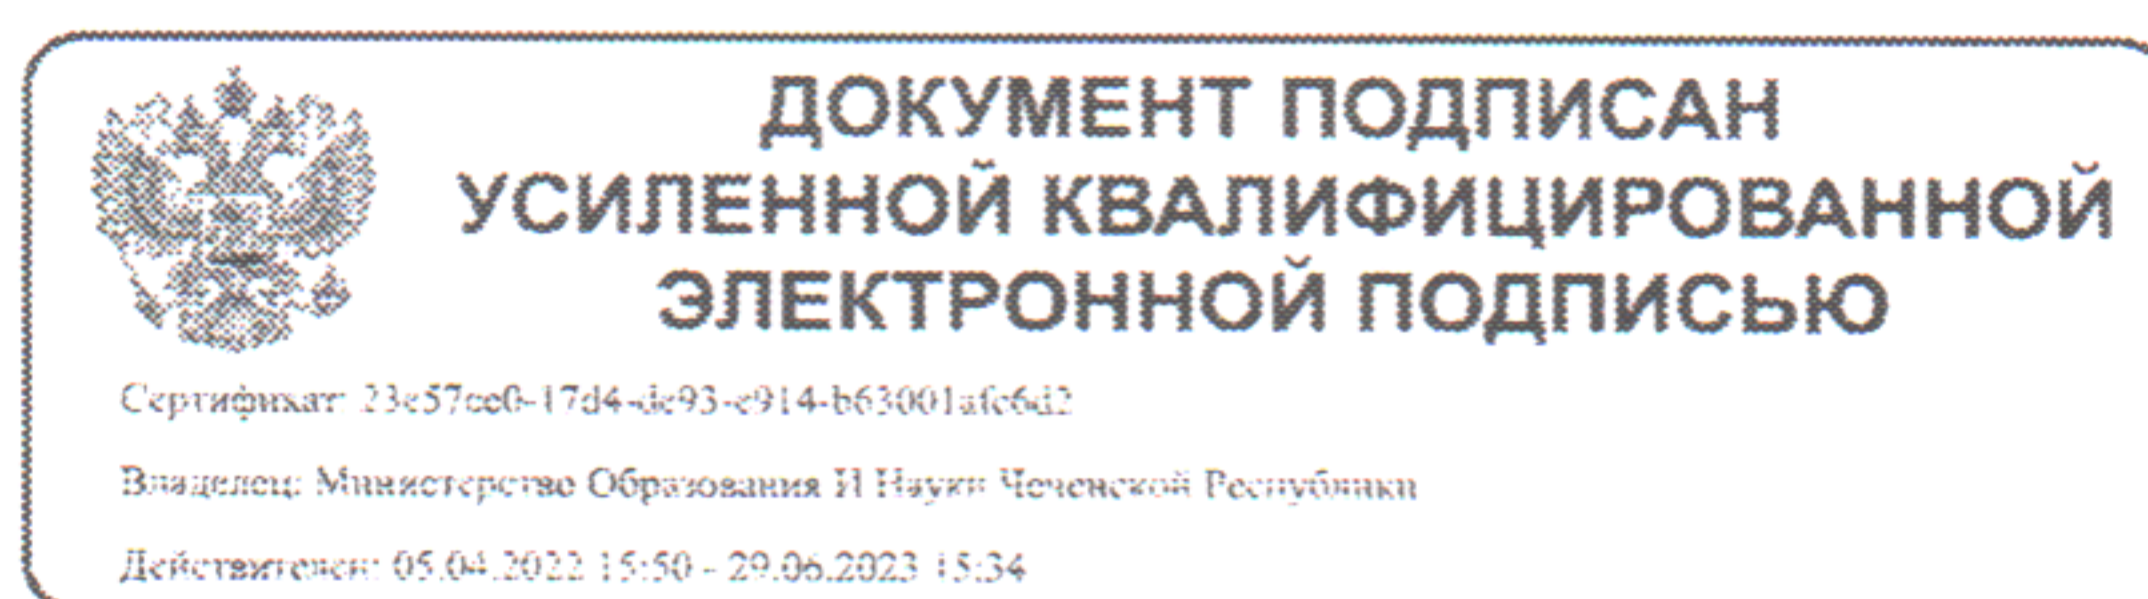 ДОКУМЕНТ ПОДПИСАН
УСИЛЕННОЙ КВАЛИФИЦИРОВАННОЙ
ЭЛЕКТРОННОЙ ПОДПИСЬЮ
Сертификат: 23e57ce0-17d4-de93-e914-b63001afc6d2
Владелец: Министерство Образования И Науки Чеченской Республики
Действителен: 05.04.2022 15:50 - 29.06.2023 15:34